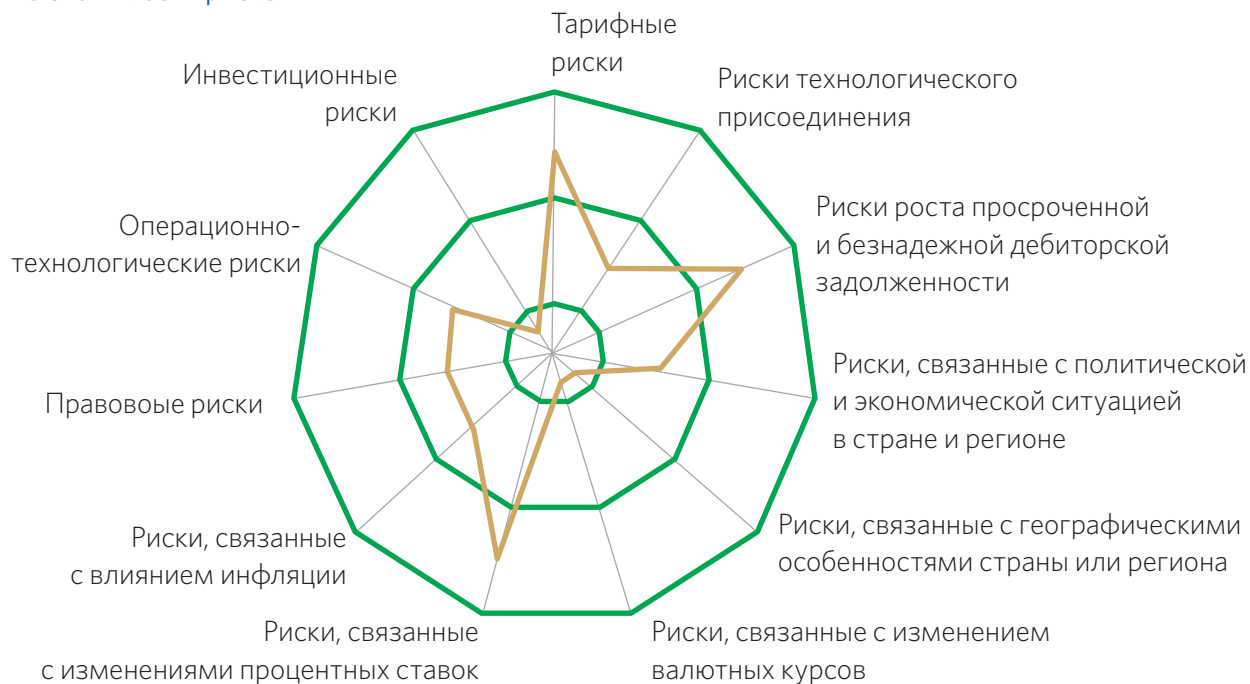 Тарифные
риски
Риски технологического
присоединения
Риски роста просроченной
и безнадежной дебиторской
задолженности
Риски, связанные с политической
и экономической ситуацией
в стране и регионе
Риски, связанные с географическими
особенностями страны или региона
Риски, связанные с изменением
валютных курсов
Риски, связанные
с изменениями процентных ставок
Риски, связанные
с влиянием инфляции
Правовоые риски
Операционно-
технологические риски
Инвестиционные
риски